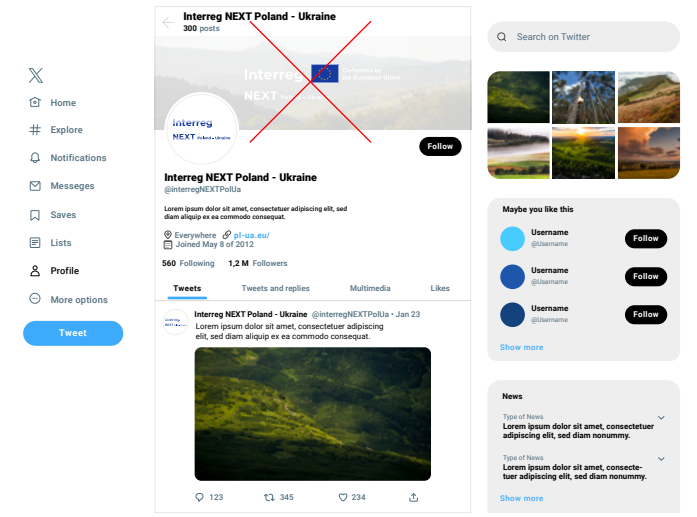 Home
Explore
Notifications
Messeges
Saves
Lists
Profile
More options
Tweet
Interreg NEXT Poland - Ukraine
300 posts
Interreg
Co-funded by
the European Union
NEXT Poland – Ukraine
Interreg
NEXT Poland – Ukraine
Follow
Interreg NEXT Poland - Ukraine
@interregNEXTPolUa
Lorem ipsum dolor sit amet, consectetuer adipiscing elit, sed
diam aliquip ex ea commodo consequat.
Everywhere pl-ua.eu/
Joined May 8 of 2012
560 Following 1,2 M Followers
Tweets Tweets and replies Multimedia Likes
Interreg NEXT Poland - Ukraine @interregNEXTPolUa • Jan 23
Lorem ipsum dolor sit amet, consectetuer adipiscing
elit, sed diam aliquip ex ea commodo consequat.
123 345 234
Search on Twitter
Maybe you like this
Username
@Username
Follow
Username
@Username
Follow
Username
@Username
Follow
Show more
News
Type of News
Lorem ipsum dolor sit amet, consectetuer
adipiscing elit, sed diam nonummy.
Type of News
Lorem ipsum dolor sit amet, consecte-
tuer adipiscing elit, sed diam nonummy.
Show more